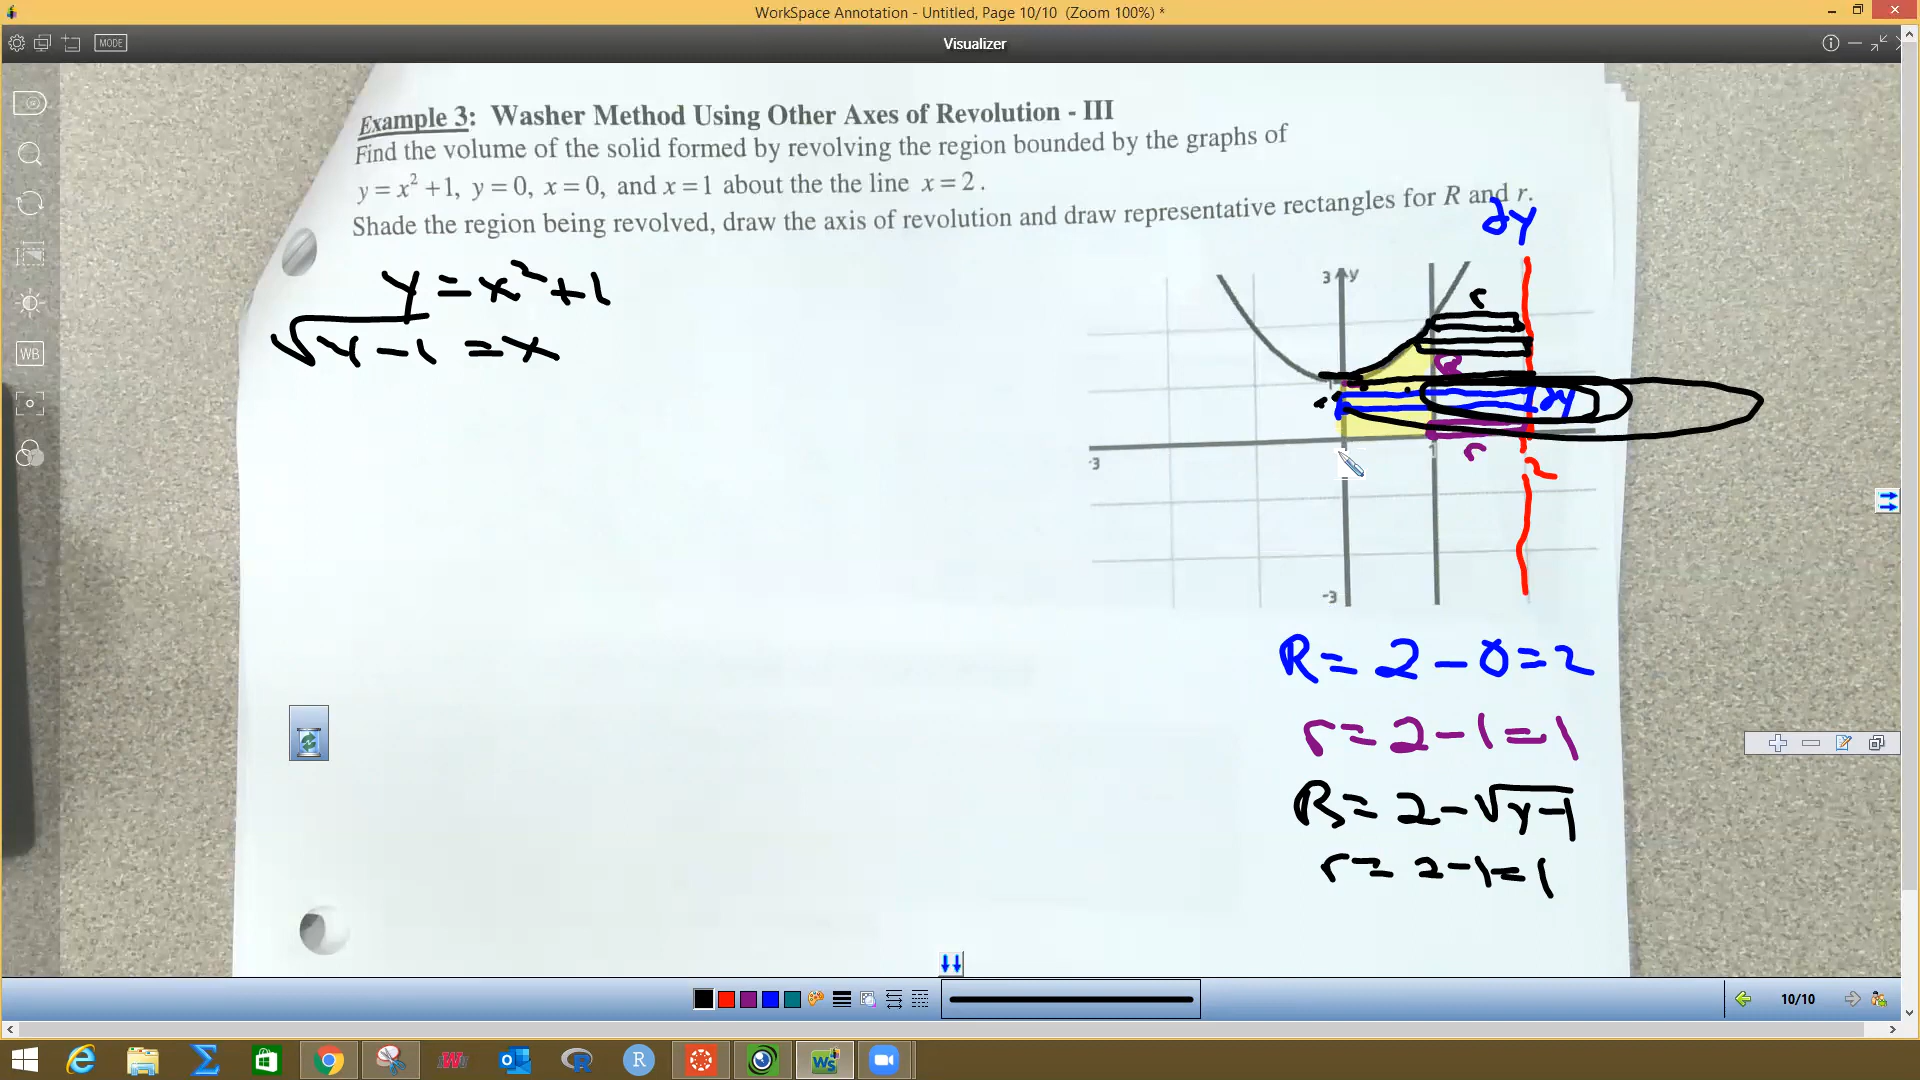 WorkSpace Annotation - Untitled, Page 10/10 (Zoom 100%) *
MODE
Visualizer
Example 3: Washer Method Using Other Axes of Revolution - III
Find the volume of the solid formed by revolving the region bounded by the graphs of
y = x² + 1, y = 0, x = 0, and x = 1 about the the line x = 2.
Shade the region being revolved, draw the axis of revolution and draw representative rectangles for R and r.
dy
y = x² + 1
√y - 1 = x
3 y
r
R
dy
WB
-3
1
r
2
-3
R = 2 - 0 = 2
r = 2 - 1 = 1
R = 2 - √y-1
r = 2 - 1 = 1
10/10
W
R
R
Ws